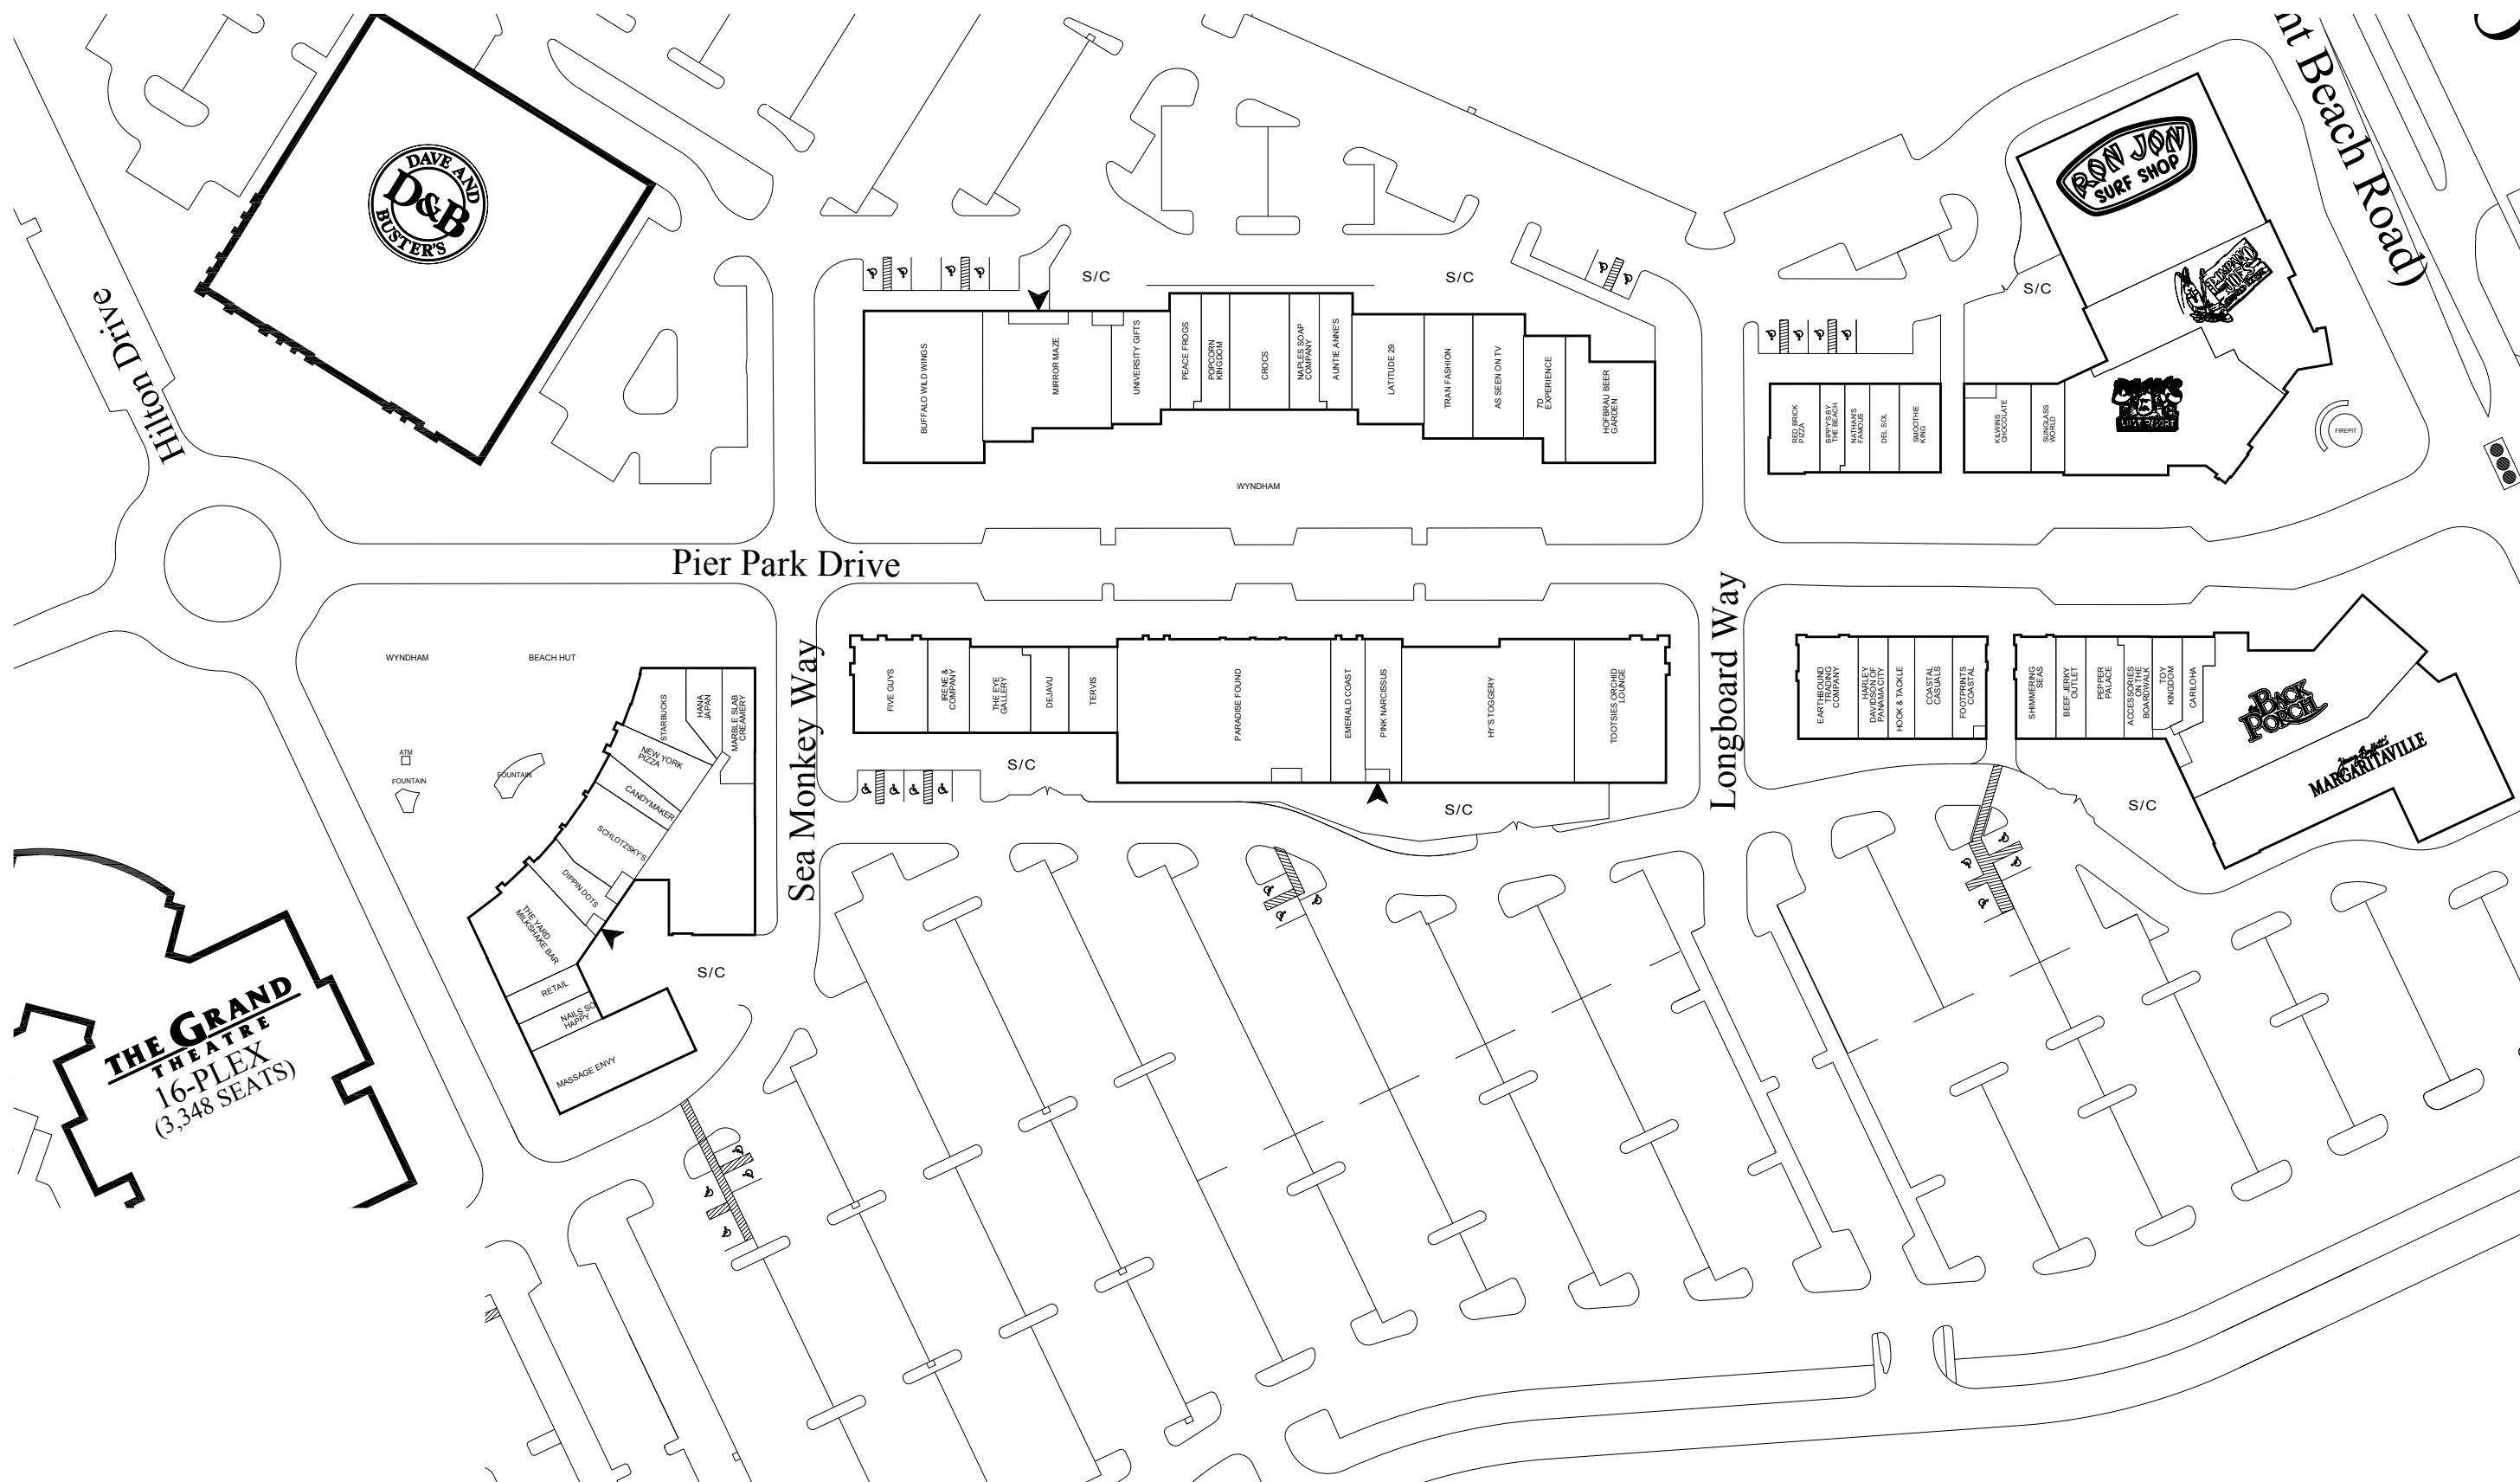 DAVE AND
D&B
BUSTER'S
Hilton Drive
nt Beach Road)
RON JON
SURF SHOP
S/C
S/C
S/C
BUFFALO WILD WINGS
MIRROR MAZE
UNIVERSITY GIFTS
PEACE FROGS
POPCORN
KINGDOM
CROCS
NAPLES SOAP
COMPANY
AUNTIE ANNE'S
LATITUDE 29
TRAN FASHION
AS SEEN ON TV
7D
EXPERIENCE
HOFBRAU BEER
GARDEN
RED BRICK
PIZZA
BIPPY'S BY
THE BEACH
NATHAN'S
FAMOUS
DEL SOL
SMOOTHIE
KING
KILWINS
CHOCOLATE
SUNGLASS
WORLD
LAST RESORT
FIREPIT
WYNDHAM
Pier Park Drive
WYNDHAM
BEACH HUT
STARBUCKS
HANA
JAPAN
MARBLE SLAB
CREAMERY
NEW YORK
PIZZA
CANDYMAKER
SCHLOTZSKY'S
DIPPIN DOTS
THE YARD
MILKSHAKE BAR
RETAIL
NAILS SO
HAPPY
MASSAGE ENVY
ATM
FOUNTAIN
FOUNTAIN
S/C
Sea Monkey Way
FIVE GUYS
IRENE &
COMPANY
THE EYE
GALLERY
DEJAVU
TERVIS
PARADISE FOUND
EMERALD COAST
PINK NARCISSUS
HY'S TOGGERY
TOOTSIES ORCHID
LOUNGE
S/C
S/C
Longboard Way
EARTHBOUND
TRADING
COMPANY
HARLEY
DAVIDSON OF
PANAMA CITY
HOOK & TACKLE
COASTAL
CASUALS
FOOTPRINTS
COASTAL
SHIMMERING
SEAS
BEEF JERKY
OUTLET
PEPPER
PALACE
ACCESSORIES
ON THE
BOARDWALK
TOY
KINGDOM
CARILOHA
BACK
PORCH
Jimmy Buffett's
MARGARITAVILLE
S/C
THE GRAND
THEATRE
16-PLEX
(3,348 SEATS)